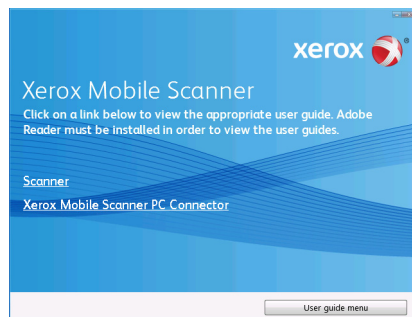 xerox
Xerox Mobile Scanner
Click on a link below to view the appropriate user guide. Adobe
Reader must be installed in order to view the user guides.
Scanner
Xerox Mobile Scanner PC Connector
User guide menu